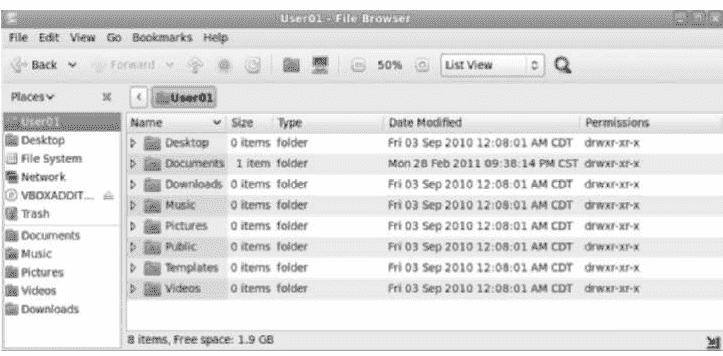 User01 - File Browser
File Edit View Go Bookmarks Help
Back Forward 50% List View
Places
User01
User01
Desktop
File System
Network
VBOXADDIT...
Trash
Documents
Music
Pictures
Videos
Downloads
Name Size Type Date Modified Permissions
Desktop 0 items folder Fri 03 Sep 2010 12:08:01 AM CDT drwxr-xr-x
Documents 1 item folder Mon 28 Feb 2011 09:38:14 PM CST drwxr-xr-x
Downloads 0 items folder Fri 03 Sep 2010 12:08:01 AM CDT drwxr-xr-x
Music 0 items folder Fri 03 Sep 2010 12:08:01 AM CDT drwxr-xr-x
Pictures 0 items folder Fri 03 Sep 2010 12:08:01 AM CDT drwxr-xr-x
Public 0 items folder Fri 03 Sep 2010 12:08:01 AM CDT drwxr-xr-x
Templates 0 items folder Fri 03 Sep 2010 12:08:01 AM CDT drwxr-xr-x
Videos 0 items folder Fri 03 Sep 2010 12:08:01 AM CDT drwxr-xr-x
8 items, Free space: 1.9 GB